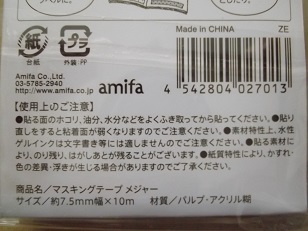 Made in CHINA
ZE
紙
プラ
台紙
外装:PP
Amifa Co.,Ltd.
03-5785-2940
www.amifa.co.jp
amifa
4 542804 027013
【使用上のご注意】
●貼る面のホコリ、油分、水分などをよくふき取ってから貼ってください。●貼り
直しをすると粘着面が弱くなりますのでご注意ください。●素材特性上、水性
ゲルインクは文字書き等には適しませんのでご注意ください。●貼る素材に
より、のり残り、はがしあとが残ることがございます。●紙質特性により、かすれ・
色の差異・浮きが生じる場合がありますのでご了承ください。
商品名／マスキングテープ メジャー
サイズ／約7.5mm幅×10m
材質／パルプ・アクリル糊